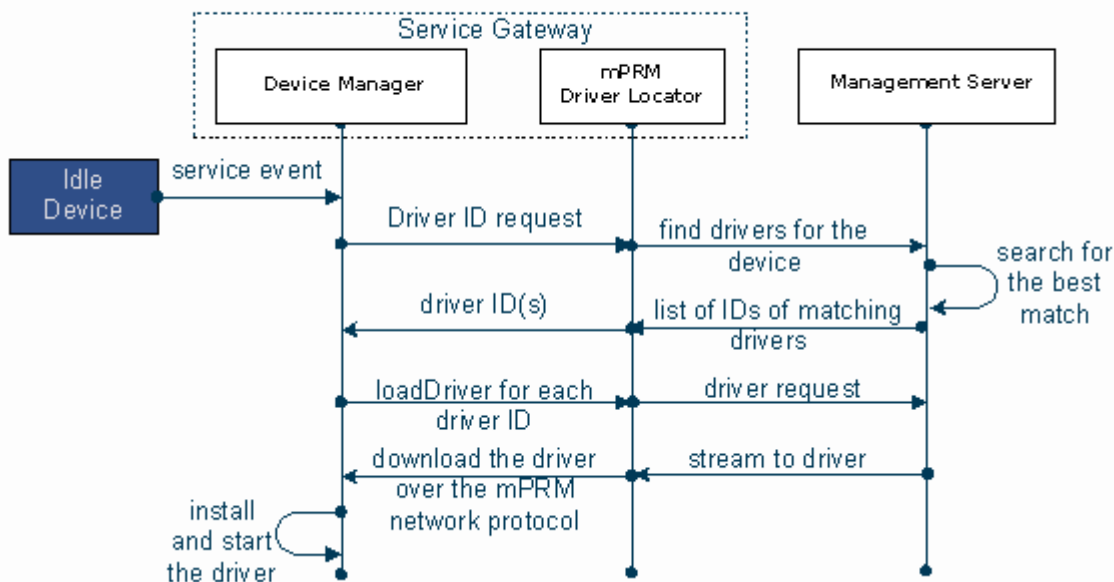 Service Gateway
Device Manager
mPRM
Driver Locator
Management Server
Idle
Device
service event
Driver ID request
find drivers for the
device
search for
the best
match
driver ID(s)
list of IDs of matching
drivers
loadDriver for each
driver ID
driver request
download the driver
over the mPRM
network protocol
stream to driver
install
and start
the driver